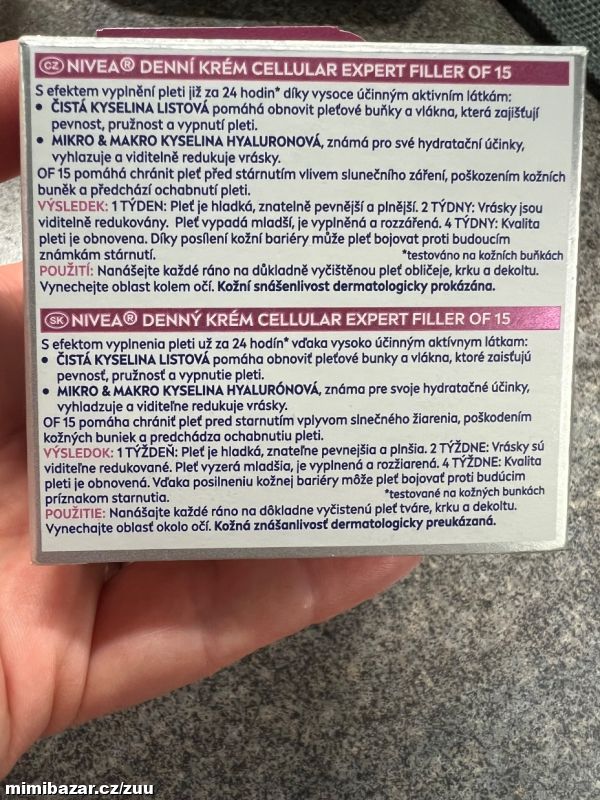 CZ NIVEA® DENNÍ KRÉM CELLULAR EXPERT FILLER OF 15
S efektem vyplnění pleti již za 24 hodin* díky vysoce účinným aktivním látkám:
• ČISTÁ KYSELINA LISTOVÁ pomáhá obnovit pleťové buňky a vlákna, která zajišťují
pevnost, pružnost a vypnutí pleti.
• MIKRO & MAKRO KYSELINA HYALURONOVÁ, známá pro své hydratační účinky,
vyhlazuje a viditelně redukuje vrásky.
OF 15 pomáhá chránit pleť před stárnutím vlivem slunečního záření, poškozením kožních
buněk a předchází ochabnutí pleti.
VÝSLEDEK: 1 TÝDEN: Pleť je hladká, znatelně pevnější a plnější. 2 TÝDNY: Vrásky jsou
viditelně redukovány. Pleť vypadá mladší, je vyplněná a rozzářená. 4 TÝDNY: Kvalita
pleti je obnovena. Díky posílení kožní bariéry může pleť bojovat proti budoucím
známkám stárnutí. *testováno na kožních buňkách
POUŽITÍ: Nanášejte každé ráno na důkladně vyčištěnou pleť obličeje, krku a dekoltu.
Vynechejte oblast kolem očí. Kožní snášenlivost dermatologicky prokázána.
SK NIVEA® DENNÝ KRÉM CELLULAR EXPERT FILLER OF 15
S efektom vyplnenia pleti už za 24 hodín* vďaka vysoko účinným aktívnym látkam:
• ČISTÁ KYSELINA LISTOVÁ pomáha obnoviť pleťové bunky a vlákna, ktoré zaisťujú
pevnosť, pružnosť a vypnutie pleti.
• MIKRO & MAKRO KYSELINA HYALURÓNOVÁ, známa pre svoje hydratačné účinky,
vyhladzuje a viditeľne redukuje vrásky.
OF 15 pomáha chrániť pleť pred starnutím vplyvom slnečného žiarenia, poškodením
kožných buniek a predchádza ochabnutiu pleti.
VÝSLEDOK: 1 TÝŽDEŇ: Pleť je hladká, znateľne pevnejšia a plnšia. 2 TÝŽDNE: Vrásky sú
viditeľne redukované. Pleť vyzerá mladšia, je vyplnená a rozžiarená. 4 TÝŽDNE: Kvalita
pleti je obnovená. Vďaka posilneniu kožnej bariéry môže pleť bojovať proti budúcim
príznakom starnutia. *testované na kožných bunkách
POUŽITIE: Nanášajte každé ráno na dôkladne vyčistenú pleť tváre, krku a dekoltu.
Vynechajte oblasť okolo očí. Kožná znášanlivosť dermatologicky preukázaná.
mimibazar.cz/zuu